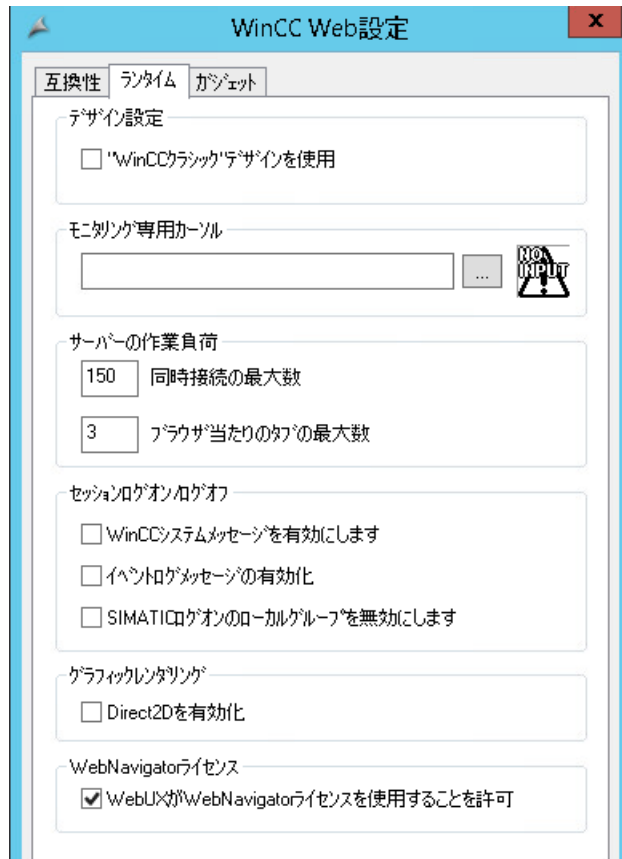 WinCC Web設定
x
互換性 ランタイム ガジェット
デザイン設定
"WinCCクラシック"デザインを使用
モニタリング専用カーソル
...
NO
INPUT
サーバーの作業負荷
150 同時接続の最大数
3 ブラウザ当たりのタブの最大数
セッションログオン/ログオフ
WinCCシステムメッセージを有効にします
イベントログメッセージの有効化
SIMATICログオンのローカルグループを無効にします
グラフィックレンダリング
Direct2Dを有効化
WebNavigatorライセンス
WebUXがWebNavigatorライセンスを使用することを許可